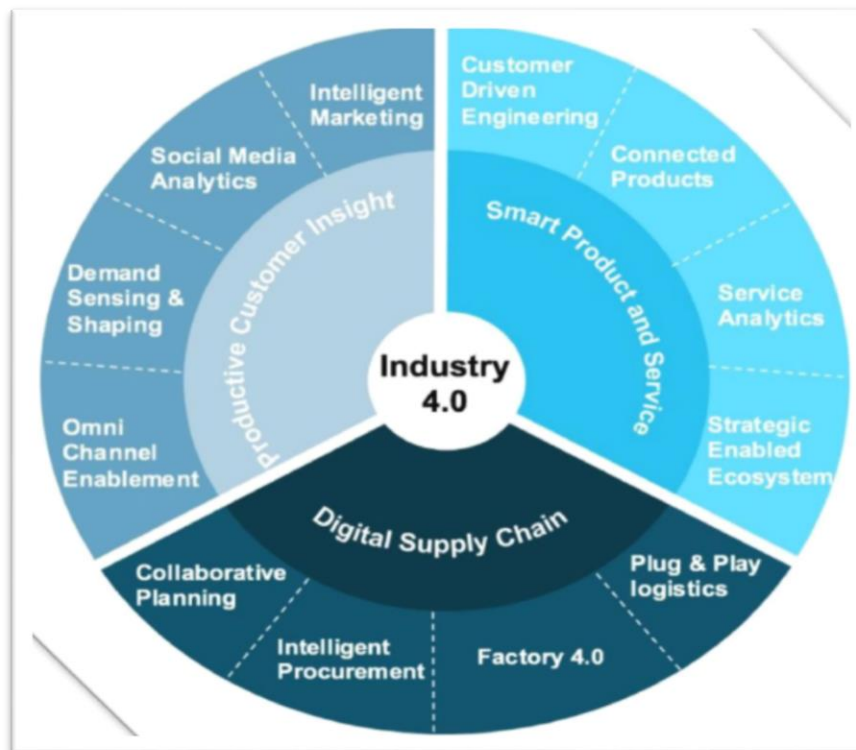 Intelligent
Marketing
Social Media
Analytics
Demand
Sensing &
Shaping
Omni
Channel
Enablement
Productive Customer Insight
Customer
Driven
Engineering
Connected
Products
Service
Analytics
Strategic
Enabled
Ecosystem
Smart Product and Service
Industry
4.0
Digital Supply Chain
Collaborative
Planning
Intelligent
Procurement
Factory 4.0
Plug & Play
logistics